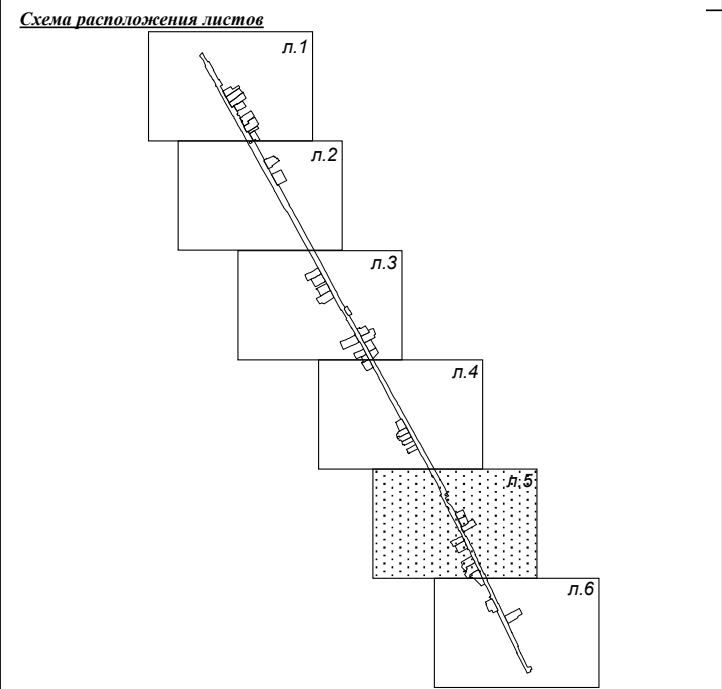 Схема расположения листов
л.1
л.2
л.3
л.4
л.5
л.6